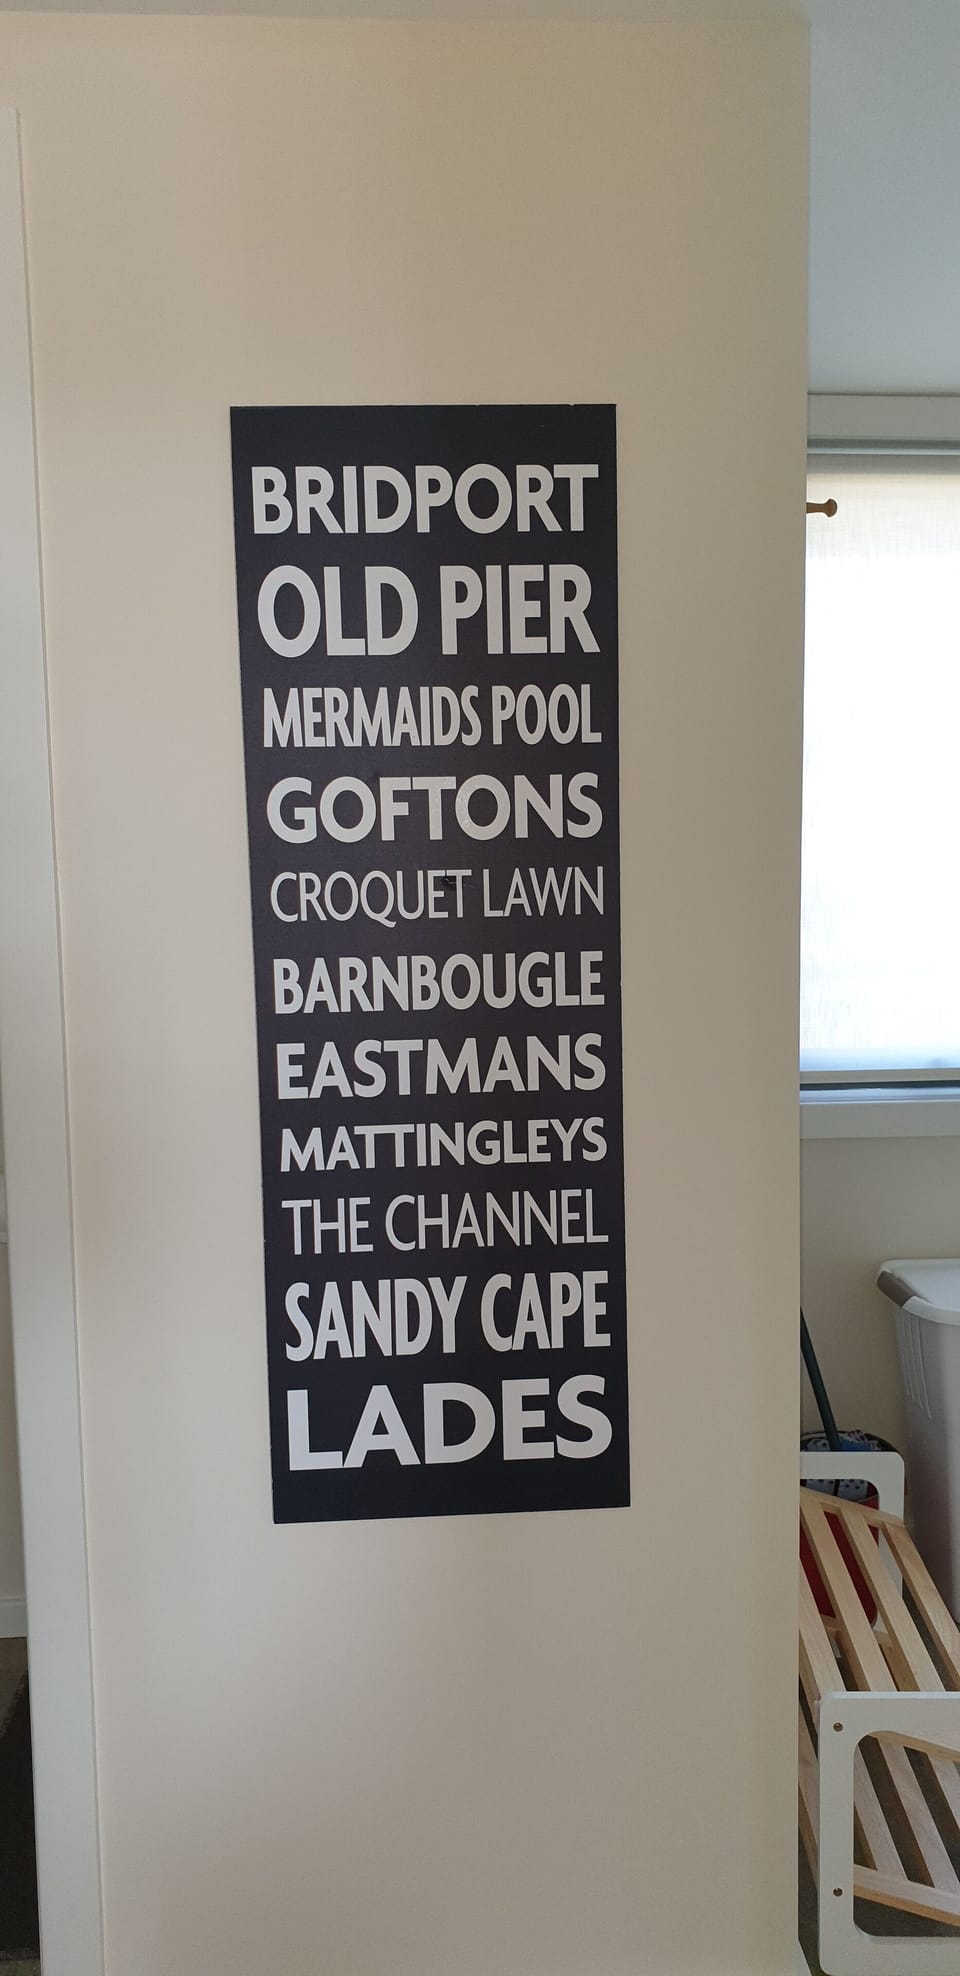 BRIDPORT
OLD PIER
MERMAIDS POOL
GOFTONS
CROQUET LAWN
BARNBOUGLE
EASTMANS
MATTINGLEYS
THE CHANNEL
SANDY CAPE
LADES